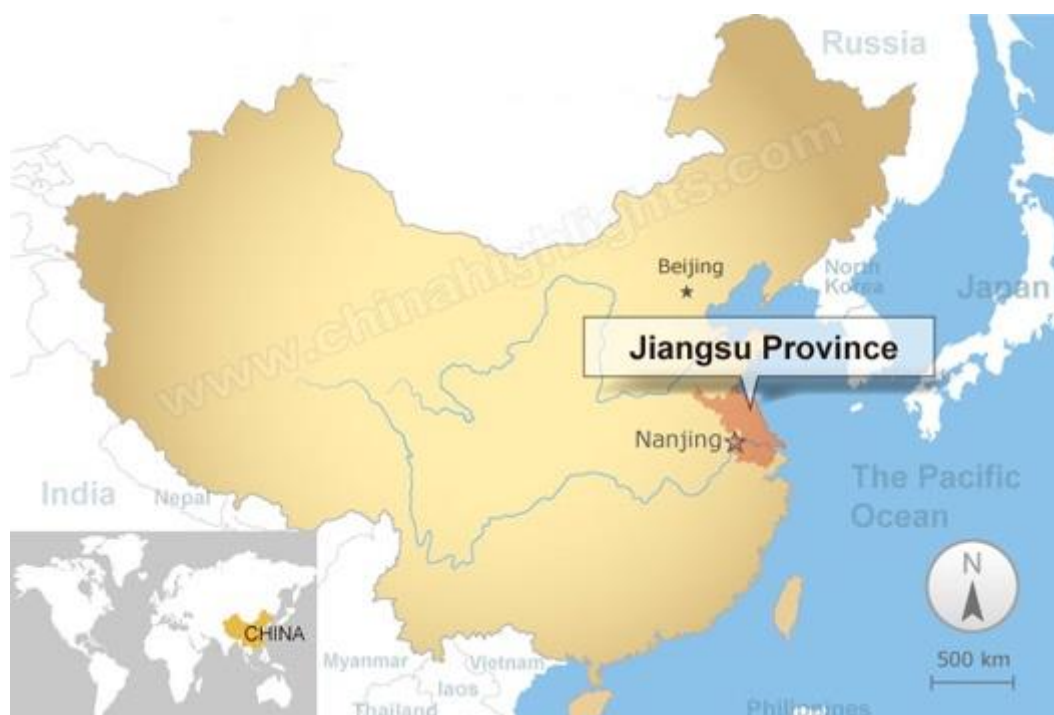 Russia
www.chinahighlights.com
Beijing
North
Korea
Japan
Jiangsu Province
Nanjing
The Pacific
Ocean
India
Nepal
CHINA
N
500 km
Myanmar
Vietnam
laos
Thailand
Philippines